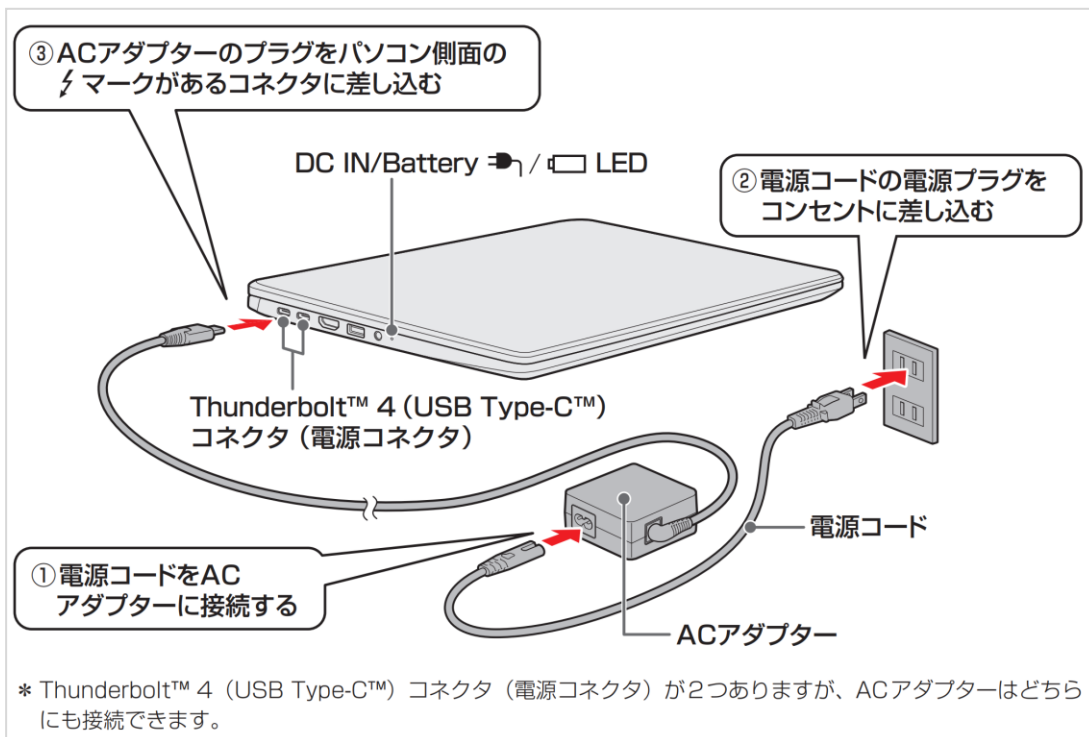 ③ACアダプターのプラグをパソコン側面の
マークがあるコネクタに差し込む
DC IN/Battery / LED
②電源コードの電源プラグを
コンセントに差し込む
Thunderbolt™ 4（USB Type-C™）
コネクタ（電源コネクタ）
電源コード
①電源コードをAC
アダプターに接続する
ACアダプター
* Thunderbolt™ 4（USB Type-C™）コネクタ（電源コネクタ）が2つありますが、ACアダプターはどちら
にも接続できます。